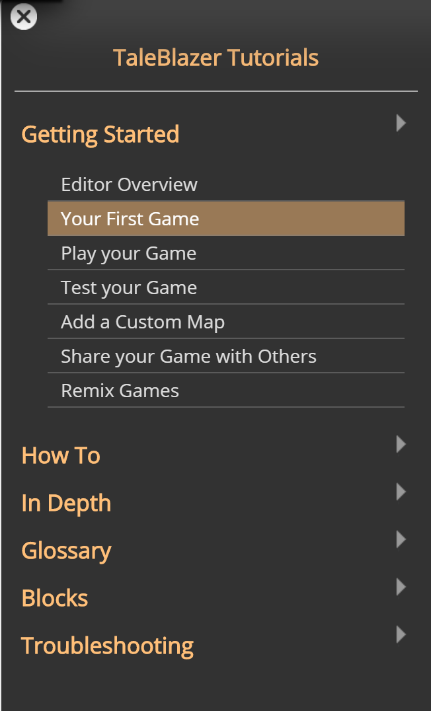 TaleBlazer Tutorials
Getting Started
Editor Overview
Your First Game
Play your Game
Test your Game
Add a Custom Map
Share your Game with Others
Remix Games
How To
In Depth
Glossary
Blocks
Troubleshooting